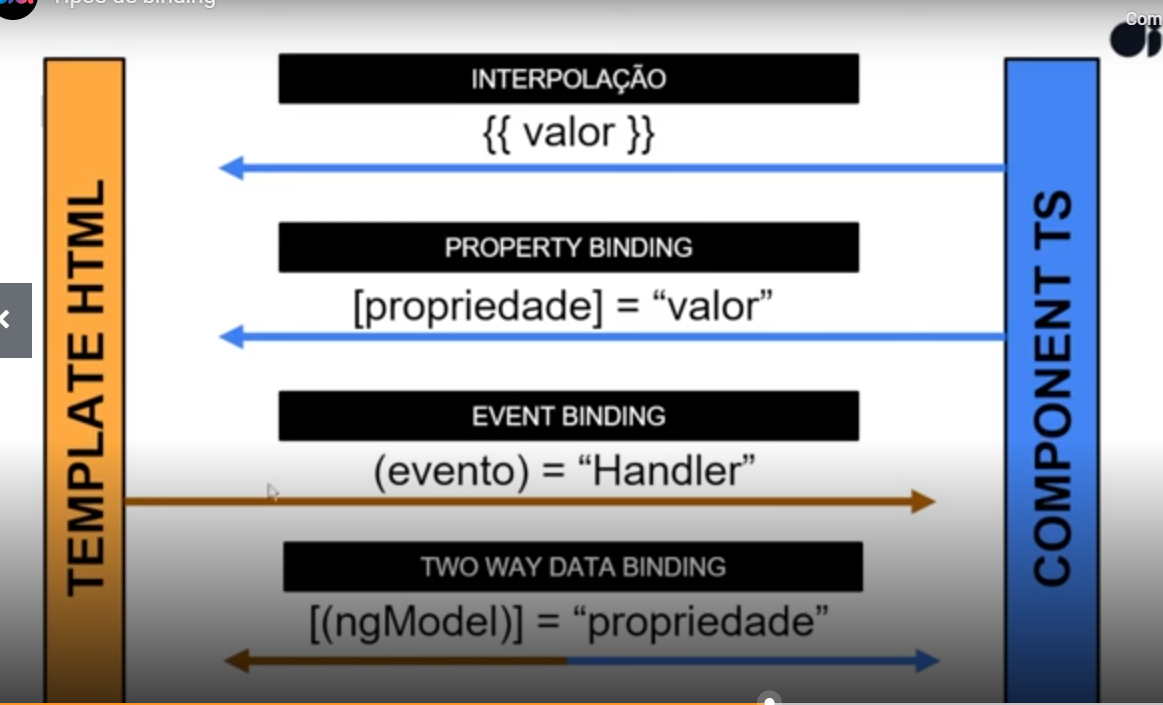 Tipos de binding
Com
INTERPOLAÇÃO
{{ valor }}
PROPERTY BINDING
[propriedade] = “valor”
EVENT BINDING
(evento) = “Handler”
TWO WAY DATA BINDING
[(ngModel)] = “propriedade”
TEMPLATE HTML
COMPONENT TS